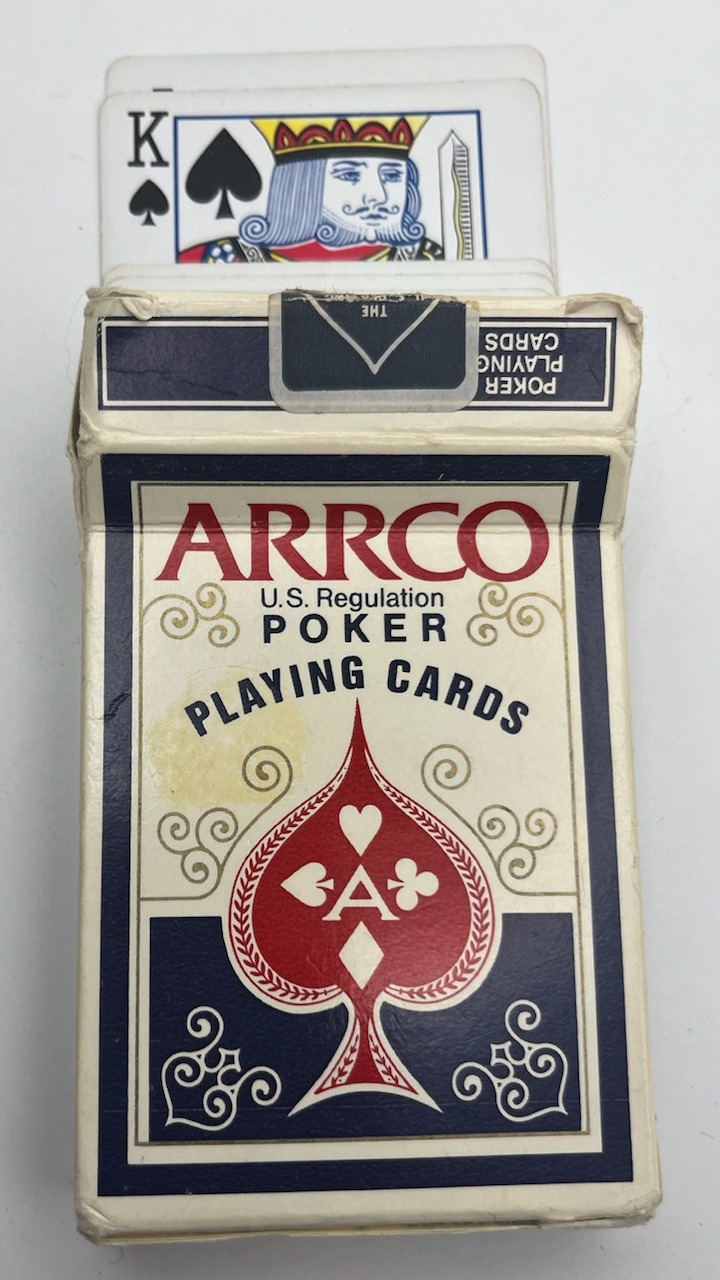 K
THE
POKER
PLAYING
CARDS
ARRCO
U.S. Regulation
POKER
PLAYING CARDS
A